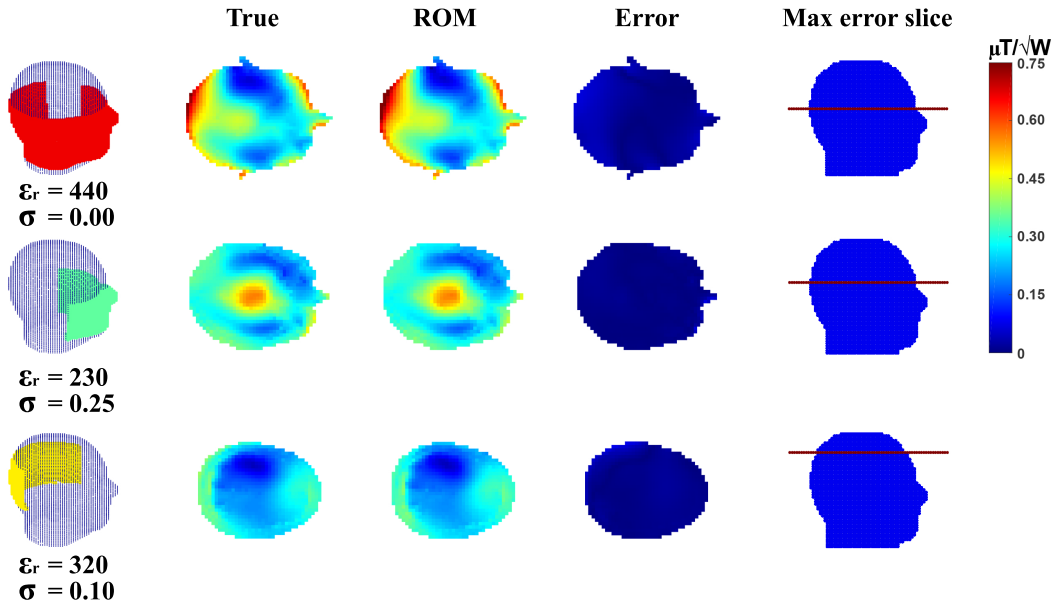 True ROM Error Max error slice
μT/√W
0.75
0.60
0.45
0.30
0.15
0
εr = 440
σ = 0.00
εr = 230
σ = 0.25
εr = 320
σ = 0.10